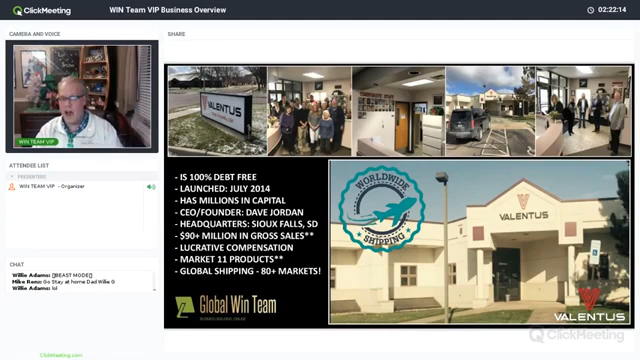 ClickMeeting
WIN Team VIP Business Overview
02:22:14
CAMERA AND VOICE
SHARE
WIN TEAM VIP
ATTENDEE LIST
PRESENTERS
WIN TEAM VIP - Organizer
CHAT
Willie Adams: [BEAST MODE]
Mike Renz: Go Stay at home Dad Willie G
Willie Adams: lol
ClickMeeting.com
VALENTUS
- IS 100% DEBT FREE
- LAUNCHED: JULY 2014
- HAS MILLIONS IN CAPITAL
- CEO/FOUNDER: DAVE JORDAN
- HEADQUARTERS: SIOUX FALLS, SD
- $90+ MILLION IN GROSS SALES**
- LUCRATIVE COMPENSATION
- MARKET 11 PRODUCTS**
- GLOBAL SHIPPING - 80+ MARKETS!
Global Win Team
BUSINESS BUILDING ONLINE
WORLDWIDE
SHIPPING
VALENTUS
VALENTUS
ClickMeeting